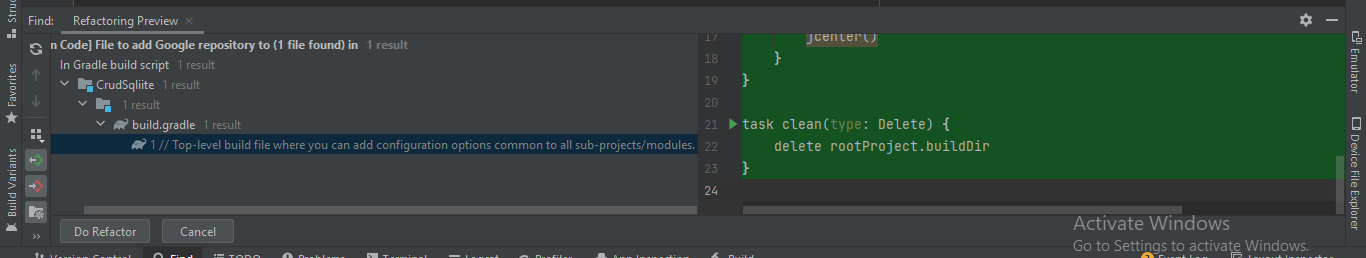 Find: Refactoring Preview
n Code] File to add Google repository to (1 file found) in 1 result
In Gradle build script 1 result
CrudSqliite 1 result
1 result
build.gradle 1 result
1 // Top-level build file where you can add configuration options common to all sub-projects/modules.
Do Refactor Cancel
17 jcenter()
18 }
19 }
20
21 task clean(type: Delete) {
22 delete rootProject.buildDir
23 }
24
Activate Windows
Go to Settings to activate Windows.
Favorites
Build Variants
Emulator
Device File Explorer
Version Control Find TODO Problems Terminal Logcat Profiler App Inspection Build Event Log Layout Inspector